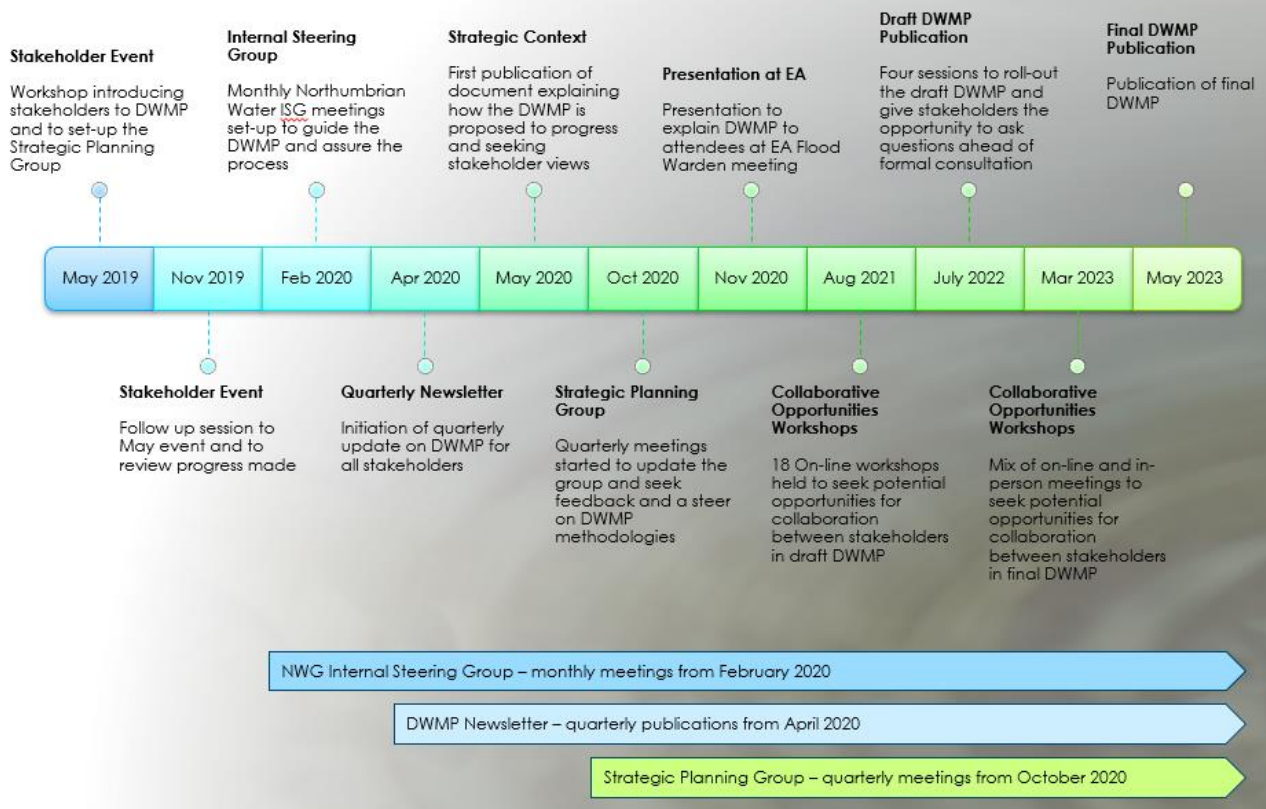 Stakeholder Event
Workshop introducing
stakeholders to DWMP
and to set-up the
Strategic Planning
Group
Internal Steering
Group
Monthly Northumbrian
Water ISG meetings
set-up to guide the
DWMP and assure the
process
Strategic Context
First publication of
document explaining
how the DWMP is
proposed to progress
and seeking
stakeholder views
Presentation at EA
Presentation to
explain DWMP to
attendees at EA Flood
Warden meeting
Draft DWMP
Publication
Four sessions to roll-out
the draft DWMP and
give stakeholders the
opportunity to ask
questions ahead of
formal consultation
Final DWMP
Publication
Publication of final
DWMP
May 2019
Nov 2019
Feb 2020
Apr 2020
May 2020
Oct 2020
Nov 2020
Aug 2021
July 2022
Mar 2023
May 2023
Stakeholder Event
Follow up session to
May event and to
review progress made
Quarterly Newsletter
Initiation of quarterly
update on DWMP for
all stakeholders
Strategic Planning
Group
Quarterly meetings
started to update the
group and seek
feedback and a steer
on DWMP
methodologies
Collaborative
Opportunities
Workshops
18 On-line workshops
held to seek potential
opportunities for
collaboration
between stakeholders
in draft DWMP
Collaborative
Opportunities
Workshops
Mix of on-line and in-
person meetings to
seek potential
opportunities for
collaboration
between stakeholders
in final DWMP
NWG Internal Steering Group – monthly meetings from February 2020
DWMP Newsletter – quarterly publications from April 2020
Strategic Planning Group – quarterly meetings from October 2020